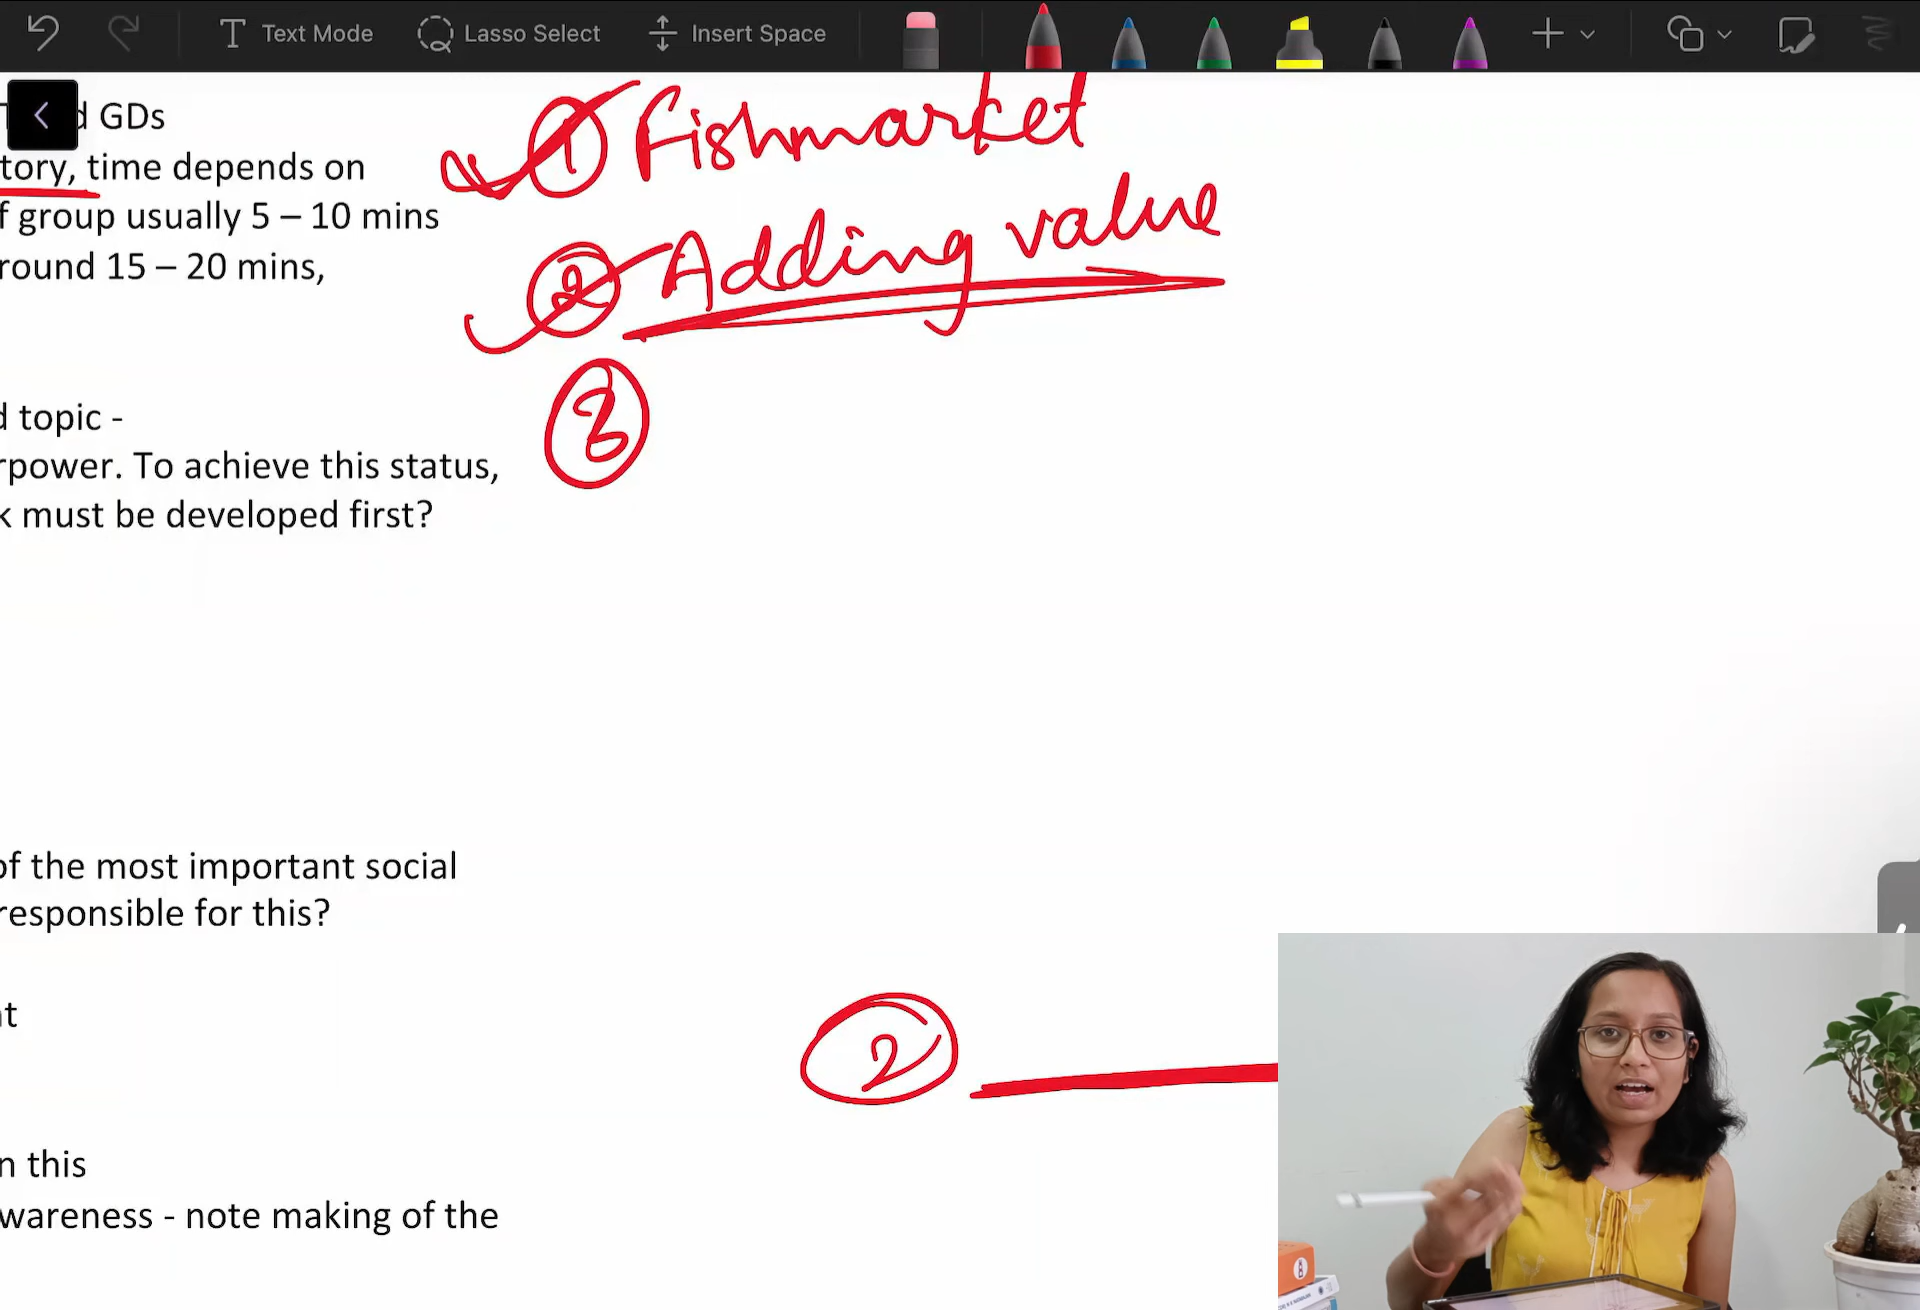 Text Mode Lasso Select Insert Space
d GDs
tory, time depends on
f group usually 5 – 10 mins
round 15 – 20 mins,
1 Fishmarket
2 Adding value
3
d topic -
rpower. To achieve this status,
k must be developed first?
of the most important social
responsible for this?
2
n this
wareness - note making of the